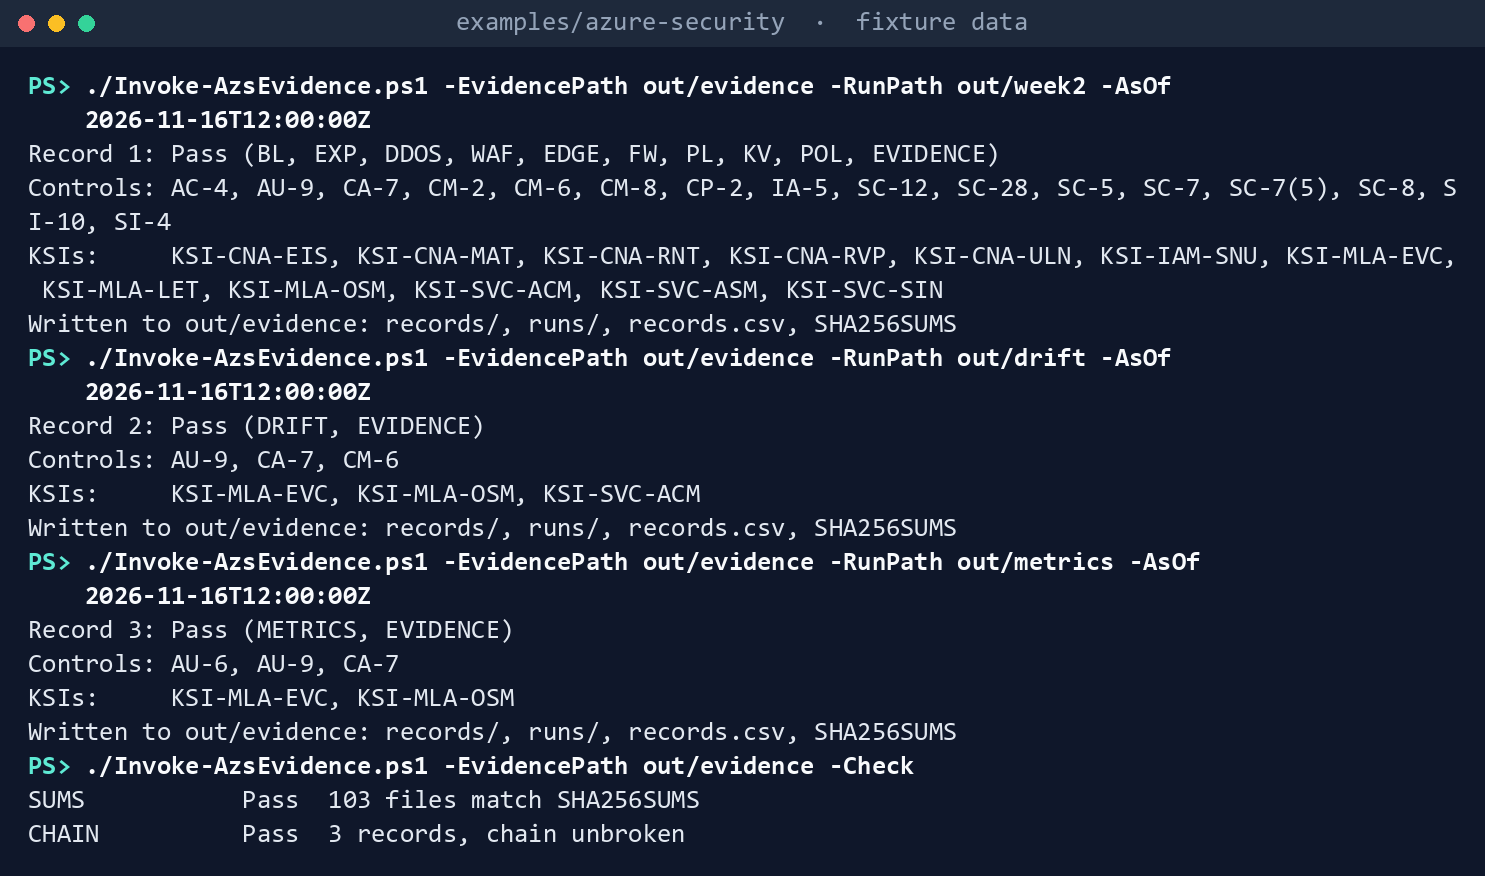 examples/azure-security · fixture data
PS> ./Invoke-AzsEvidence.ps1 -EvidencePath out/evidence -RunPath out/week2 -AsOf
2026-11-16T12:00:00Z
Record 1: Pass (BL, EXP, DDOS, WAF, EDGE, FW, PL, KV, POL, EVIDENCE)
Controls: AC-4, AU-9, CA-7, CM-2, CM-6, CM-8, CP-2, IA-5, SC-12, SC-28, SC-5, SC-7, SC-7(5), SC-8, S
I-10, SI-4
KSIs:     KSI-CNA-EIS, KSI-CNA-MAT, KSI-CNA-RNT, KSI-CNA-RVP, KSI-CNA-ULN, KSI-IAM-SNU, KSI-MLA-EVC,
KSI-MLA-LET, KSI-MLA-OSM, KSI-SVC-ACM, KSI-SVC-ASM, KSI-SVC-SIN
Written to out/evidence: records/, runs/, records.csv, SHA256SUMS
PS> ./Invoke-AzsEvidence.ps1 -EvidencePath out/evidence -RunPath out/drift -AsOf
2026-11-16T12:00:00Z
Record 2: Pass (DRIFT, EVIDENCE)
Controls: AU-9, CA-7, CM-6
KSIs:     KSI-MLA-EVC, KSI-MLA-OSM, KSI-SVC-ACM
Written to out/evidence: records/, runs/, records.csv, SHA256SUMS
PS> ./Invoke-AzsEvidence.ps1 -EvidencePath out/evidence -RunPath out/metrics -AsOf
2026-11-16T12:00:00Z
Record 3: Pass (METRICS, EVIDENCE)
Controls: AU-6, AU-9, CA-7
KSIs:     KSI-MLA-EVC, KSI-MLA-OSM
Written to out/evidence: records/, runs/, records.csv, SHA256SUMS
PS> ./Invoke-AzsEvidence.ps1 -EvidencePath out/evidence -Check
SUMS           Pass  103 files match SHA256SUMS
CHAIN          Pass  3 records, chain unbroken